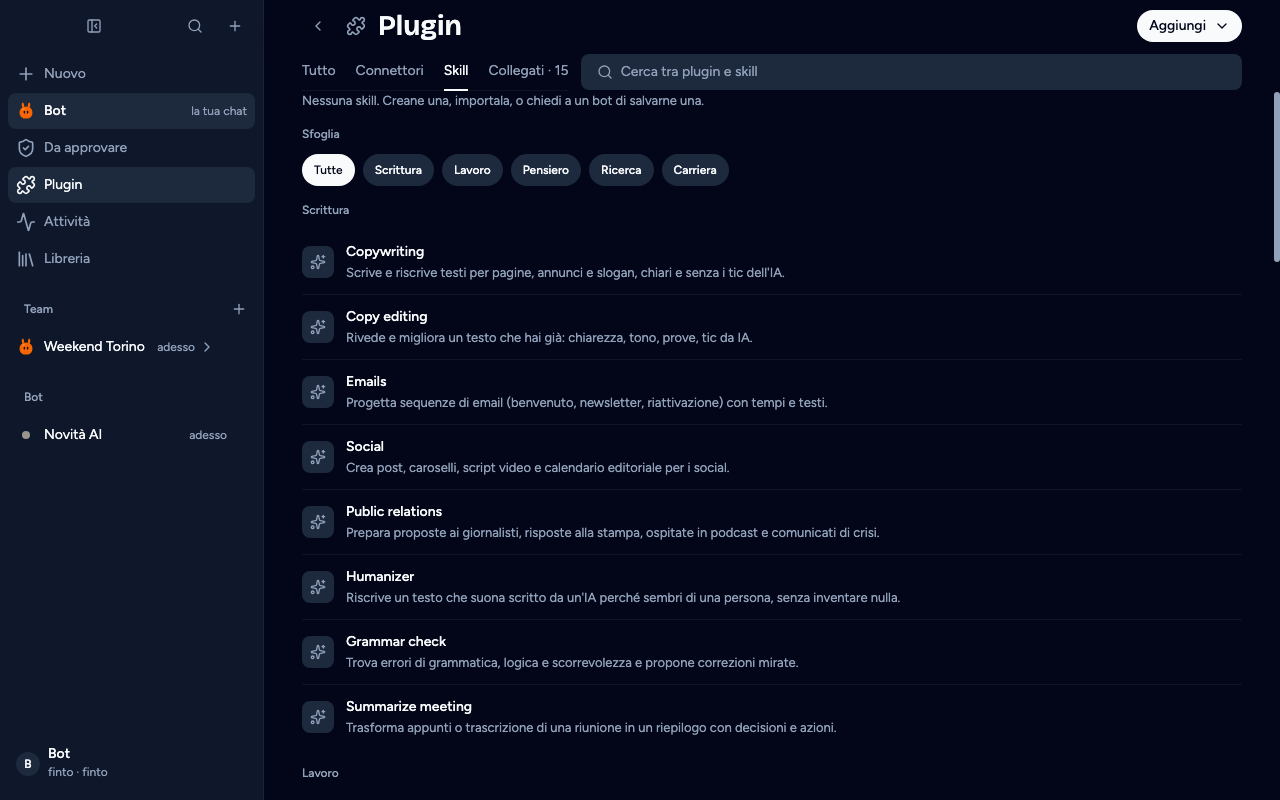 Nuovo
Bot
la tua chat
Da approvare
Plugin
Attività
Libreria
Team
Weekend Torino
adesso
Bot
Novità AI
adesso
B
Bot
finto · finto
Plugin
Aggiungi
Tutto
Connettori
Skill
Collegati · 15
Cerca tra plugin e skill
Nessuna skill. Creane una, importala, o chiedi a un bot di salvarne una.
Sfoglia
Tutte
Scrittura
Lavoro
Pensiero
Ricerca
Carriera
Scrittura
Copywriting
Scrive e riscrive testi per pagine, annunci e slogan, chiari e senza i tic dell'IA.
Copy editing
Rivede e migliora un testo che hai già: chiarezza, tono, prove, tic da IA.
Emails
Progetta sequenze di email (benvenuto, newsletter, riattivazione) con tempi e testi.
Social
Crea post, caroselli, script video e calendario editoriale per i social.
Public relations
Prepara proposte ai giornalisti, risposte alla stampa, ospitate in podcast e comunicati di crisi.
Humanizer
Riscrive un testo che suona scritto da un'IA perché sembri di una persona, senza inventare nulla.
Grammar check
Trova errori di grammatica, logica e scorrevolezza e propone correzioni mirate.
Summarize meeting
Trasforma appunti o trascrizione di una riunione in un riepilogo con decisioni e azioni.
Lavoro